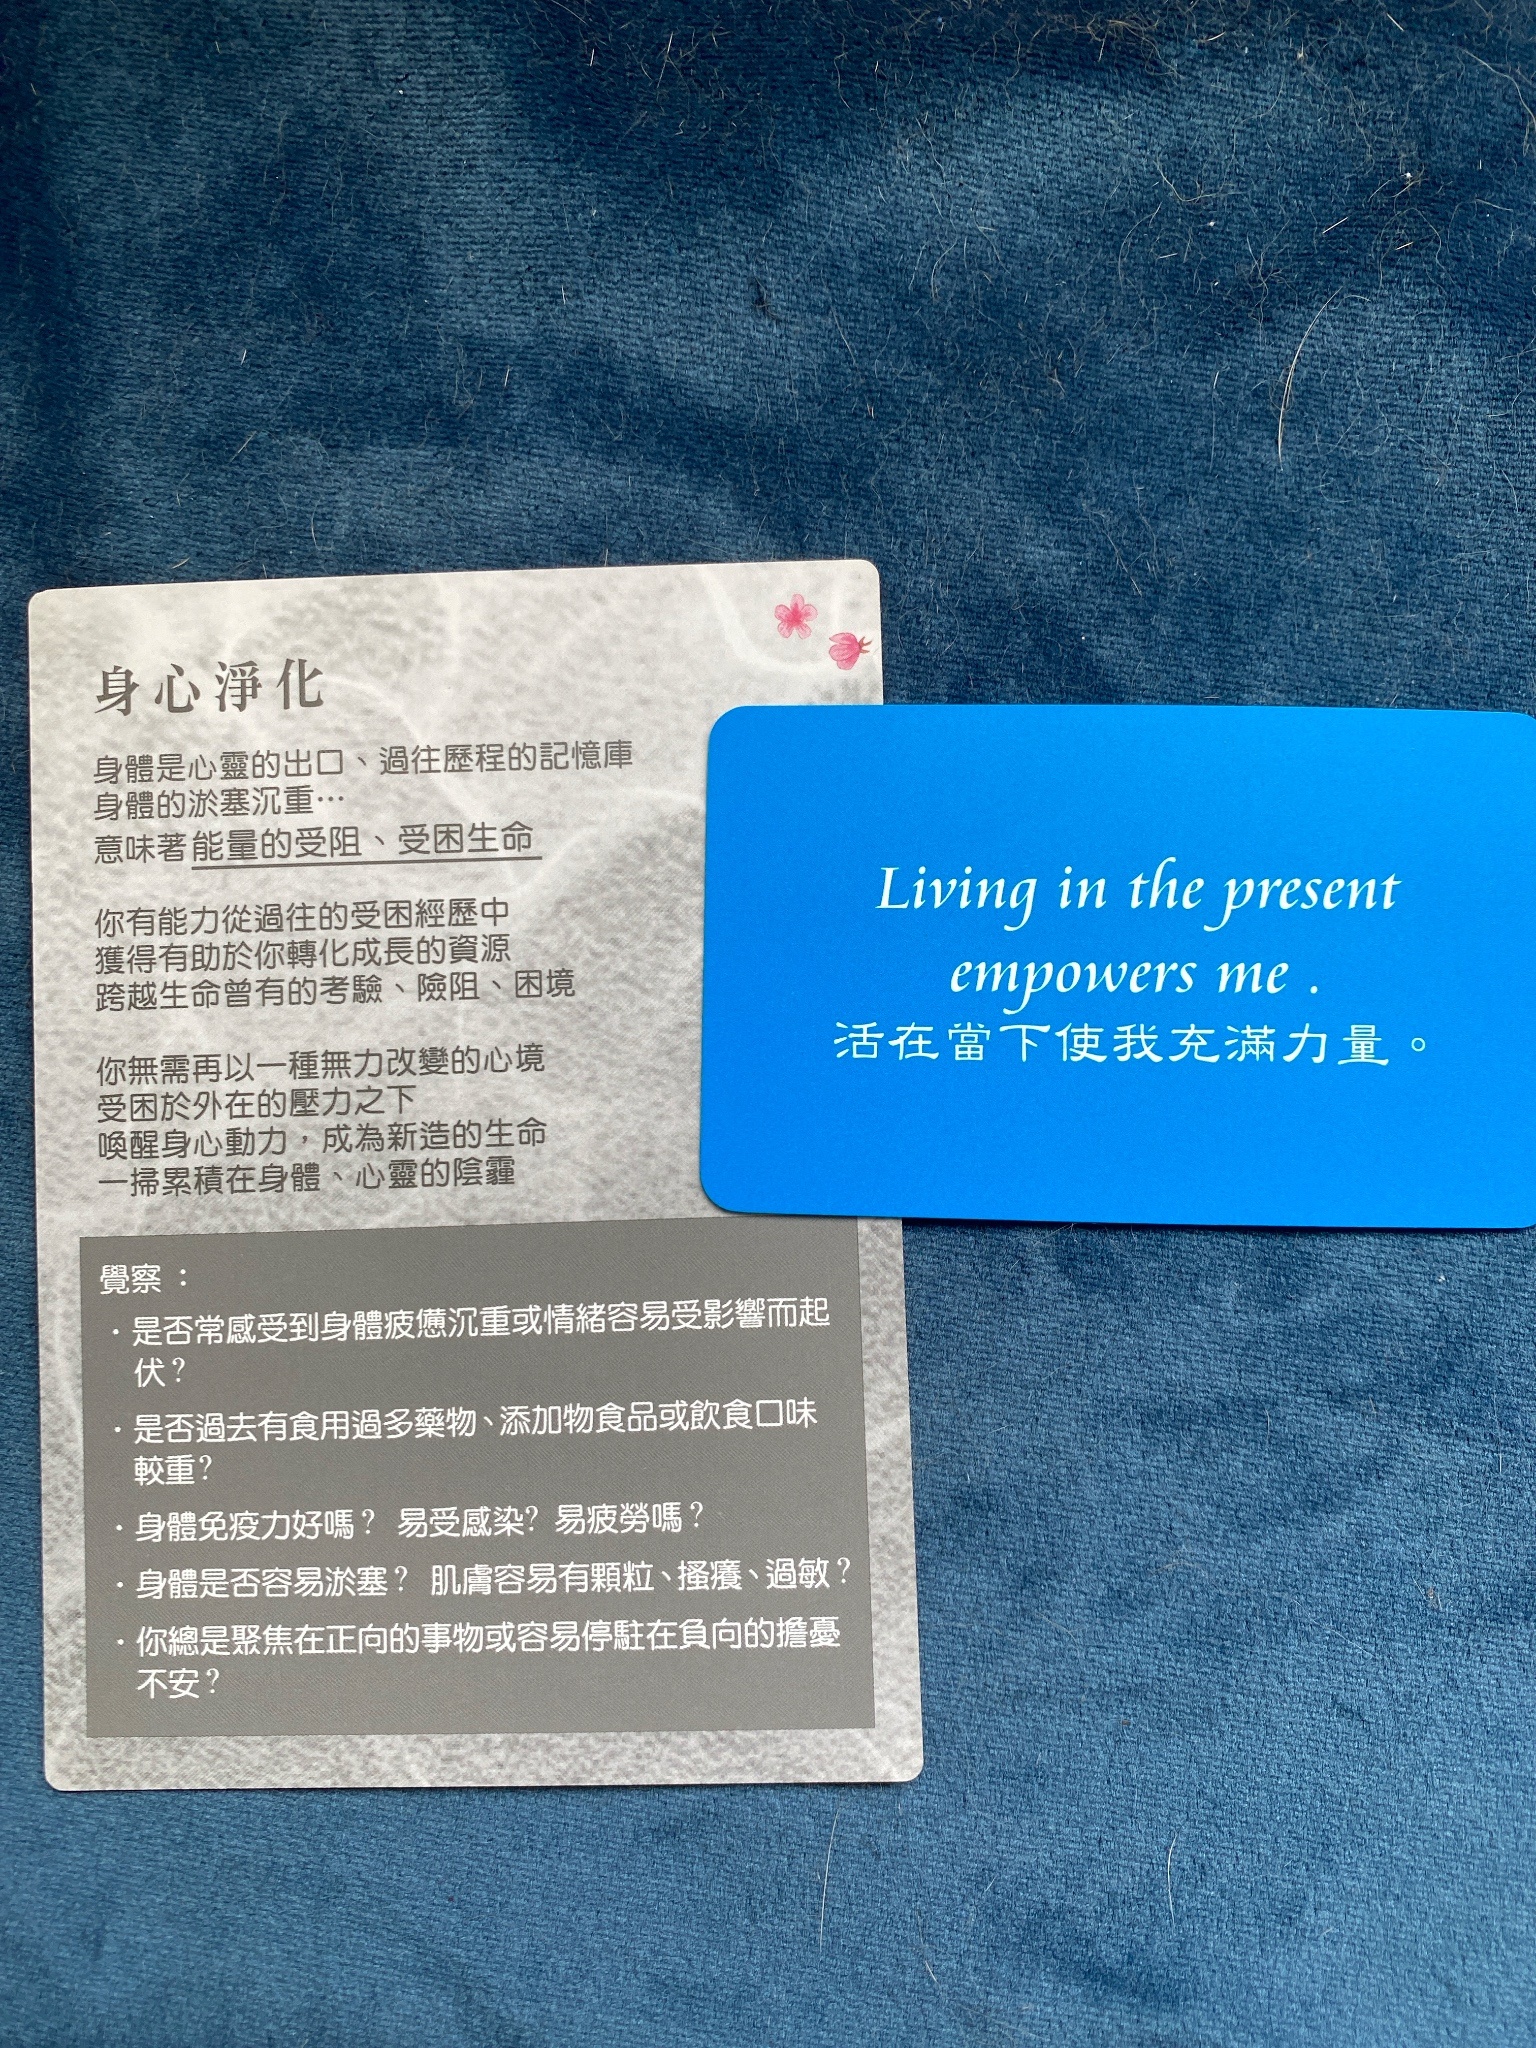 身心淨化
身體是心靈的出口、過往歷程的記憶庫
身體的淤塞沉重⋯
意味著能量的受阻、受困生命
你有能力從過往的受困經歷中
獲得有助於你轉化成長的資源
跨越生命曾有的考驗、險阻、困境
你無需再以一種無力改變的心境
受困於外在的壓力之下
喚醒身心動力，成為新造的生命
一掃累積在身體、心靈的陰霾
覺察：
·是否常感受到身體疲憊沉重或情緒容易受影響而起
伏？
·是否過去有食用過多藥物、添加物食品或飲食口味
較重？
·身體免疫力好嗎？ 易受感染？ 易疲勞嗎？
·身體是否容易淤塞？ 肌膚容易有顆粒、搔癢、過敏？
·你總是聚焦在正向的事物或容易停駐在負向的擔憂
不安？
Living in the present
empowers me .
活在當下使我充滿力量。